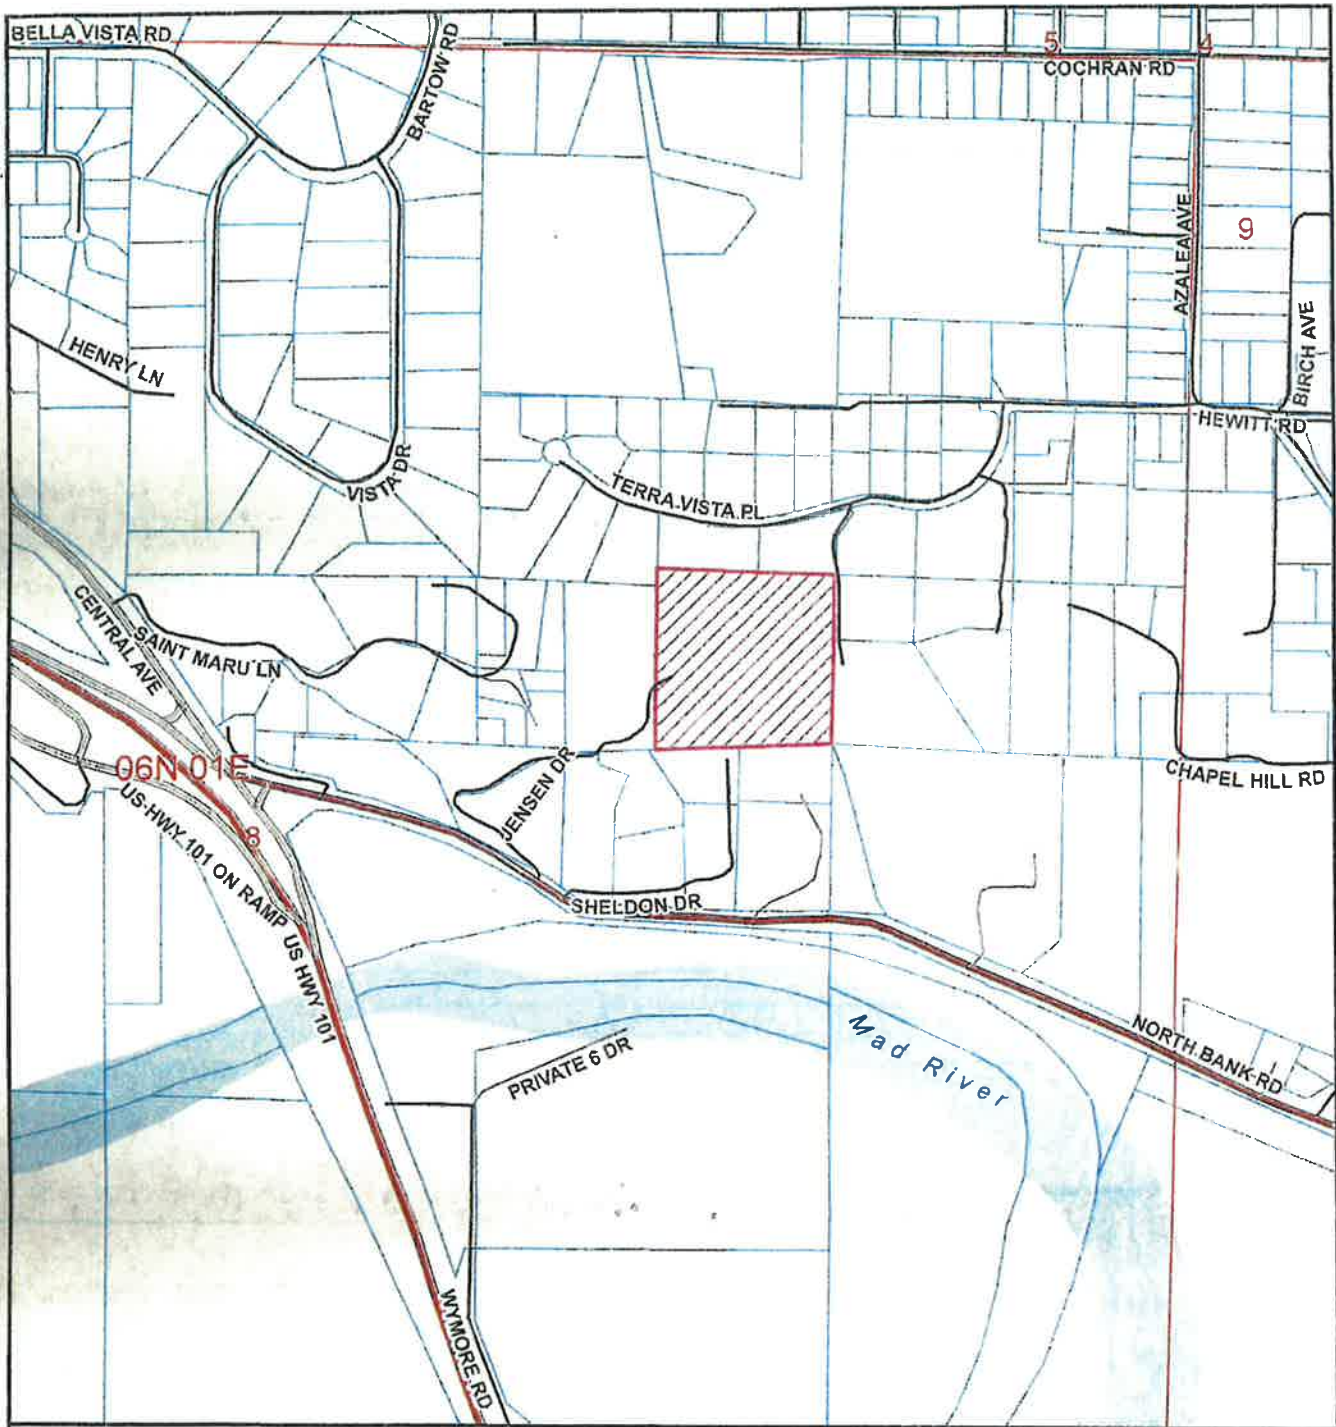 BELLA VISTA RD
BARTOW RD
5
4
COCHRAN RD
AZALEA AVE
9
BIRCH AVE
HENRY LN
HEWITT RD
VISTA DR
TERRA VISTA PL
CENTRAL AVE
SAINT MARU LN
06N 01E
JENSEN DR
CHAPEL HILL RD
8
US HWY 101 ON RAMP
SHELDON DR
US HWY 101
Mad River
NORTH BANK RD
PRIVATE 6 DR
WYMORE RD